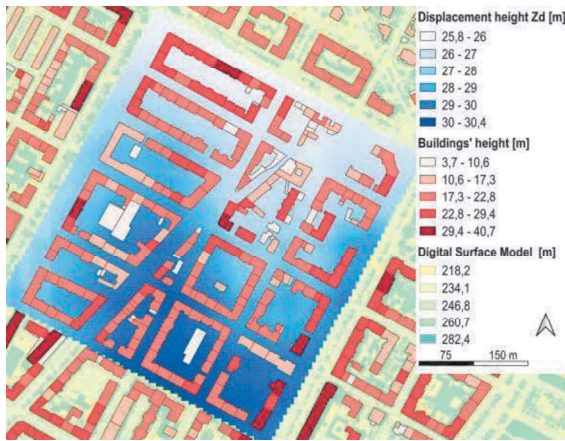 Displacement height Zd [m]
25,8 - 26
26 - 27
27 - 28
28 - 29
29 - 30
30 - 30,4
Buildings' height [m]
3,7 - 10,6
10,6 - 17,3
17,3 - 22,8
22,8 - 29,4
29,4 - 40,7
Digital Surface Model [m]
218,2
234,1
246,8
260,7
282,4
75 150 m